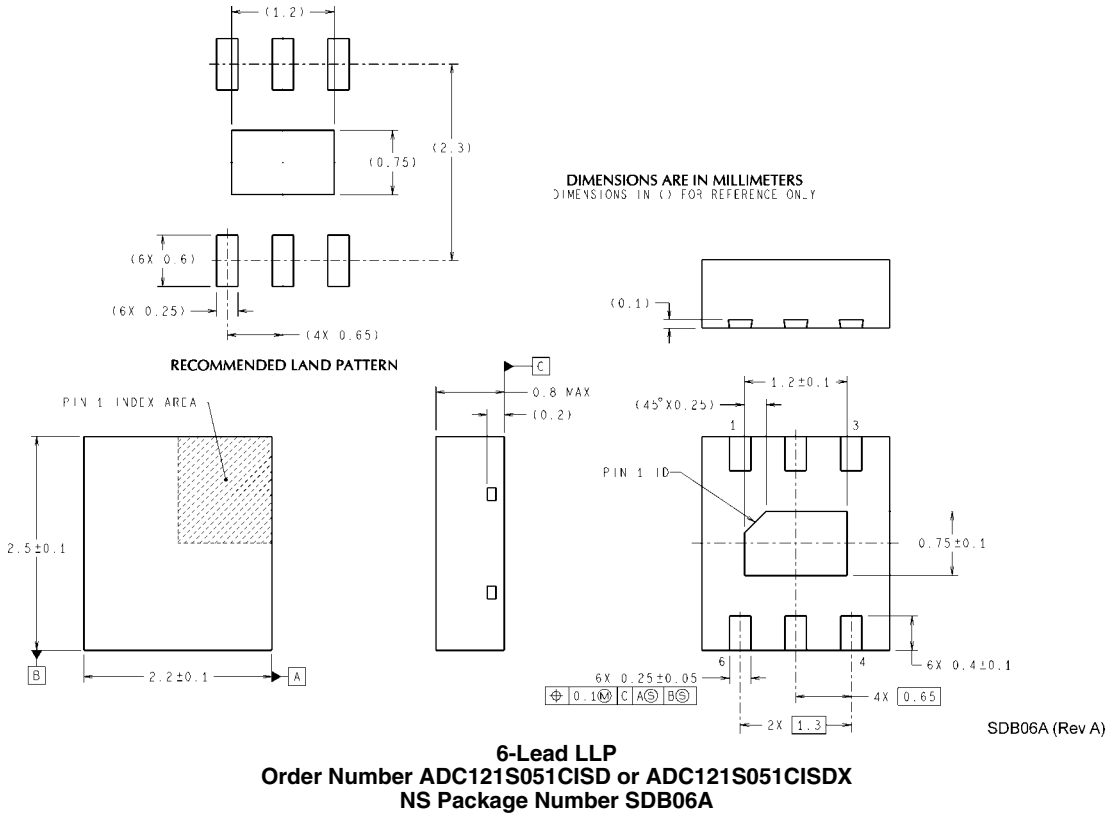 (1.2)
(2.3)
(0.75)
DIMENSIONS ARE IN MILLIMETERS
DIMENSIONS IN () FOR REFERENCE ONLY
(6X 0.6)
(6X 0.25)
(4X 0.65)
RECOMMENDED LAND PATTERN
(0.1)
C
0.8 MAX
(0.2)
PIN 1 INDEX AREA
2.5±0.1
B
2.2±0.1
A
1.2±0.1
(45°X0.25)
1
3
PIN 1 ID
0.75±0.1
6
4
6X 0.4±0.1
6X 0.25±0.05
⌖ 0.1Ⓜ C AⓈ BⓈ
4X 0.65
2X 1.3
SDB06A (Rev A)
6-Lead LLP
Order Number ADC121S051CISD or ADC121S051CISDX
NS Package Number SDB06A